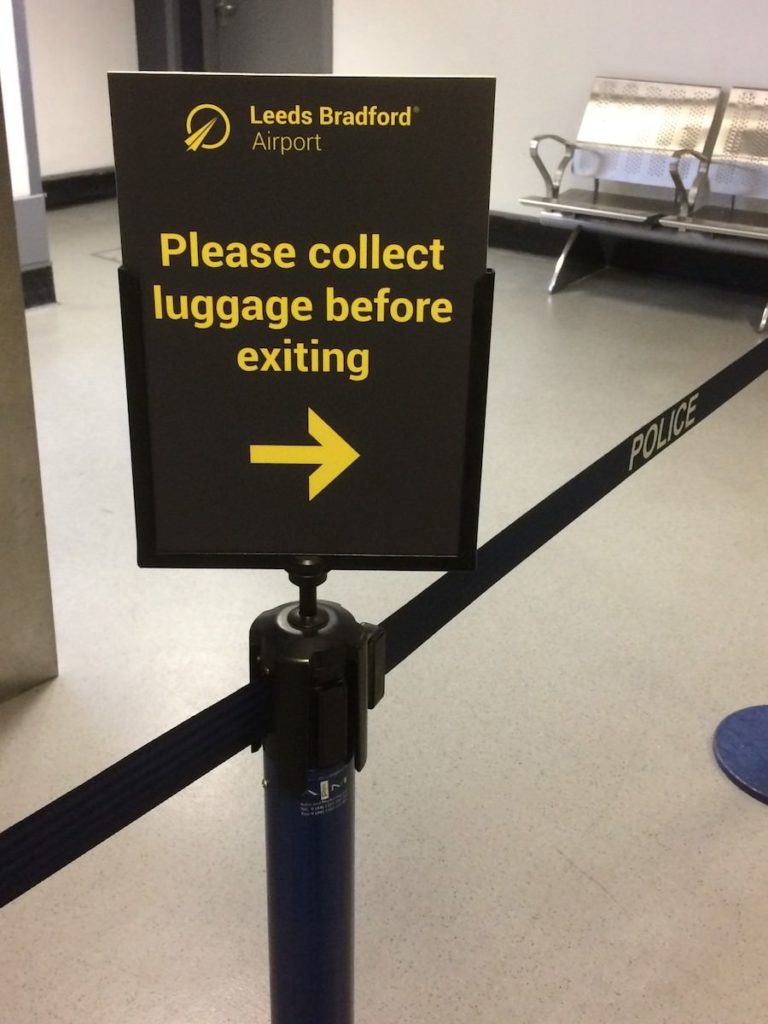 Leeds Bradford
Airport
Please collect
luggage before
exiting
POLICE